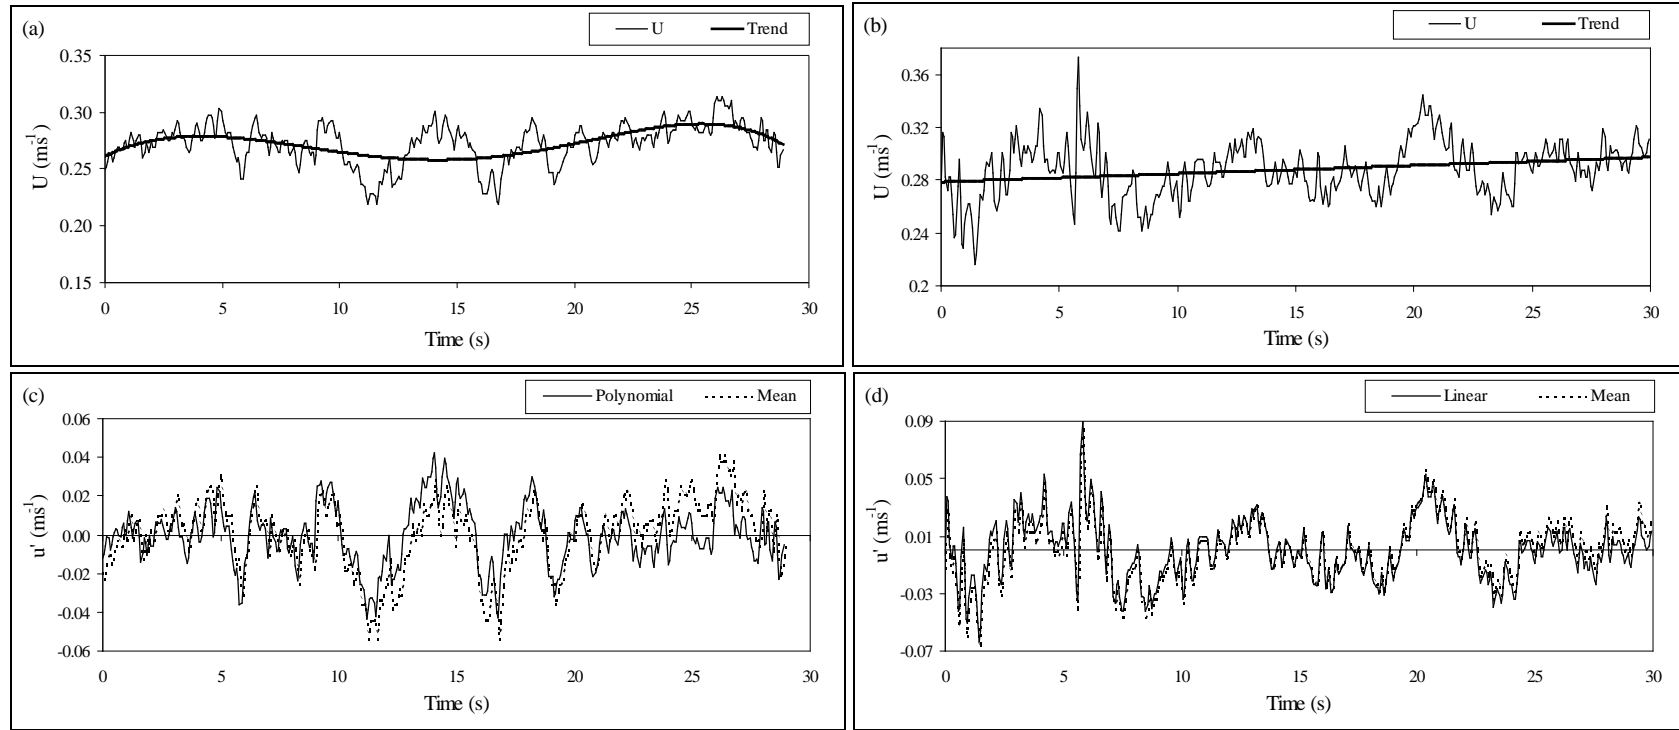 (a)
U Trend
0.35
0.30
0.25
0.20
0.15
U (ms⁻¹)
0 5 10 15 20 25 30
Time (s)
(b)
U Trend
0.36
0.32
0.28
0.24
0.2
U (ms⁻¹)
0 5 10 15 20 25 30
Time (s)
(c)
Polynomial Mean
0.06
0.04
0.02
0.00
-0.02
-0.04
-0.06
u' (ms⁻¹)
0 5 10 15 20 25 30
Time (s)
(d)
Linear Mean
0.09
0.05
0.01
-0.03
-0.07
u' (ms⁻¹)
0 5 10 15 20 25 30
Time (s)